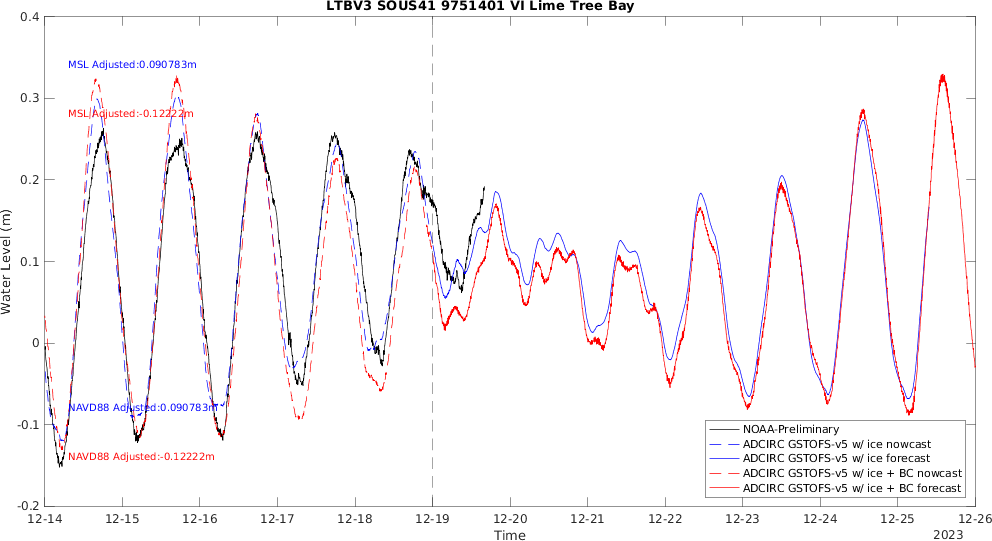 LTBV3 SOUS41 9751401 VI Lime Tree Bay
0.4
0.3
0.2
0.1
0
-0.1
-0.2
Water Level (m)
MSL Adjusted:0.090783m
MSL Adjusted:-0.12222m
NAVD88 Adjusted:0.090783m
NAVD88 Adjusted:-0.12222m
NOAA-Preliminary
ADCIRC GSTOFS-v5 w/ ice nowcast
ADCIRC GSTOFS-v5 w/ ice forecast
ADCIRC GSTOFS-v5 w/ ice + BC nowcast
ADCIRC GSTOFS-v5 w/ ice + BC forecast
12-14 12-15 12-16 12-17 12-18 12-19 12-20 12-21 12-22 12-23 12-24 12-25 12-26
Time
2023